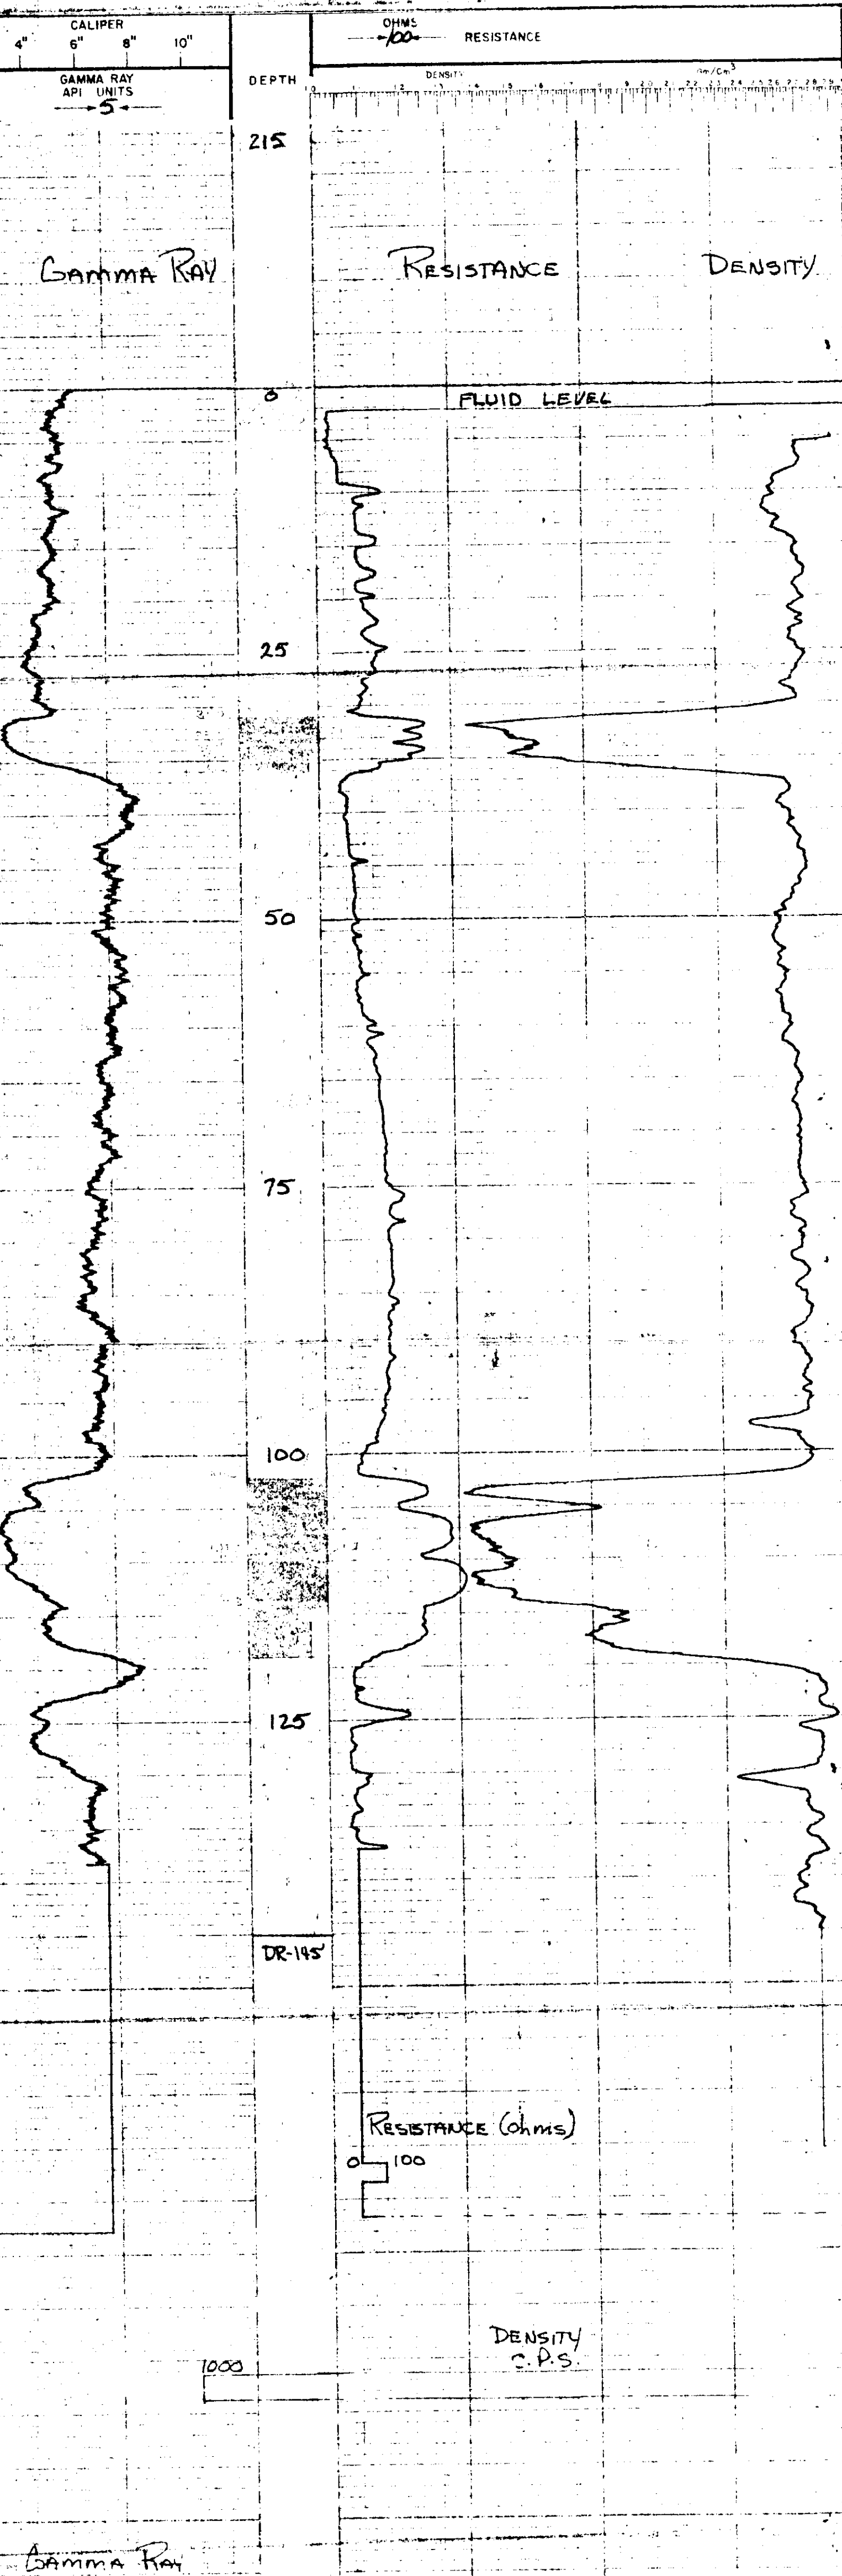 CALIPER
4" 6" 8" 10"
GAMMA RAY
API UNITS
5
DEPTH
OHMS
100 RESISTANCE
DENSITY
215
GAMMA RAY RESISTANCE DENSITY
0
FLUID LEVEL
25
50
75
100
125
DR-145'
RESISTANCE (ohms)
0 100
DENSITY
C.P.S.
1000
GAMMA RAY